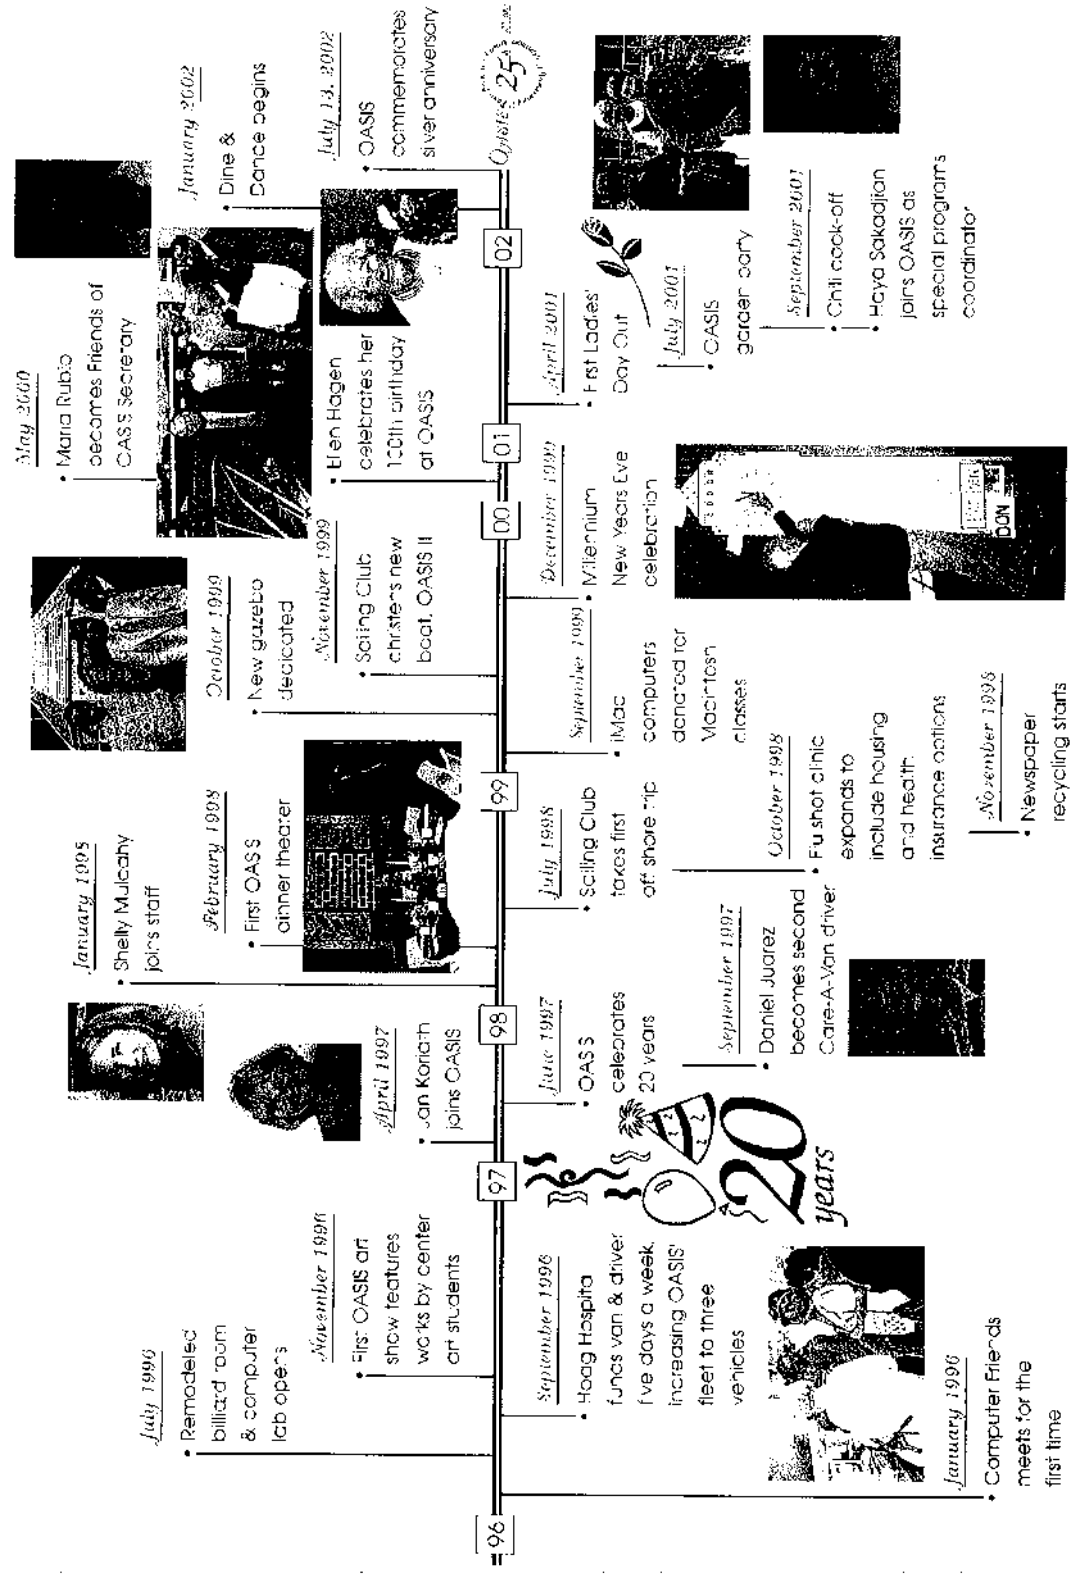 May 2000
• Maria Rubio
becomes Friends of
OASIS Secretary
January 2002
• Dine &
Dance begins
July 13, 2002
• OASIS
commemorates
silver anniversary
25
October 1999
• New gazebo
dedicated
November 1999
• Sailing Club
christens new
boat, OASIS II
• Ellen Hagen
celebrates her
100th birthday
at OASIS
January 1998
• Shelly Mulcahy
joins staff
February 1998
• First OASIS
dinner theater
April 1997
• Jan Koriath
joins OASIS
July 1996
• Remodeled
billiard room
& computer
lab opens
November 1996
• First OASIS art
show features
works by center
art students
96
97
98
99
00
01
02
January 1996
• Computer Friends
meets for the
first time
September 1996
• Hoag Hospital
funds van & driver
five days a week,
increasing OASIS'
fleet to three
vehicles
20
years
June 1997
• OASIS
celebrates
20 years
September 1997
• Daniel Juarez
becomes second
Care-A-Van driver
July 1998
• Sailing Club
takes first
off shore trip
October 1998
• Flu shot clinic
expands to
include housing
and health
insurance options
November 1998
• Newspaper
recycling starts
September 1999
• iMac
computers
donated for
Macintosh
classes
December 1999
• Millennium
New Years Eve
celebration
DON
April 2001
• First Ladies'
Day Out
July 2001
• OASIS
garden party
September 2001
• Chili cook-off
• Haya Sakadjian
joins OASIS as
special programs
coordinator